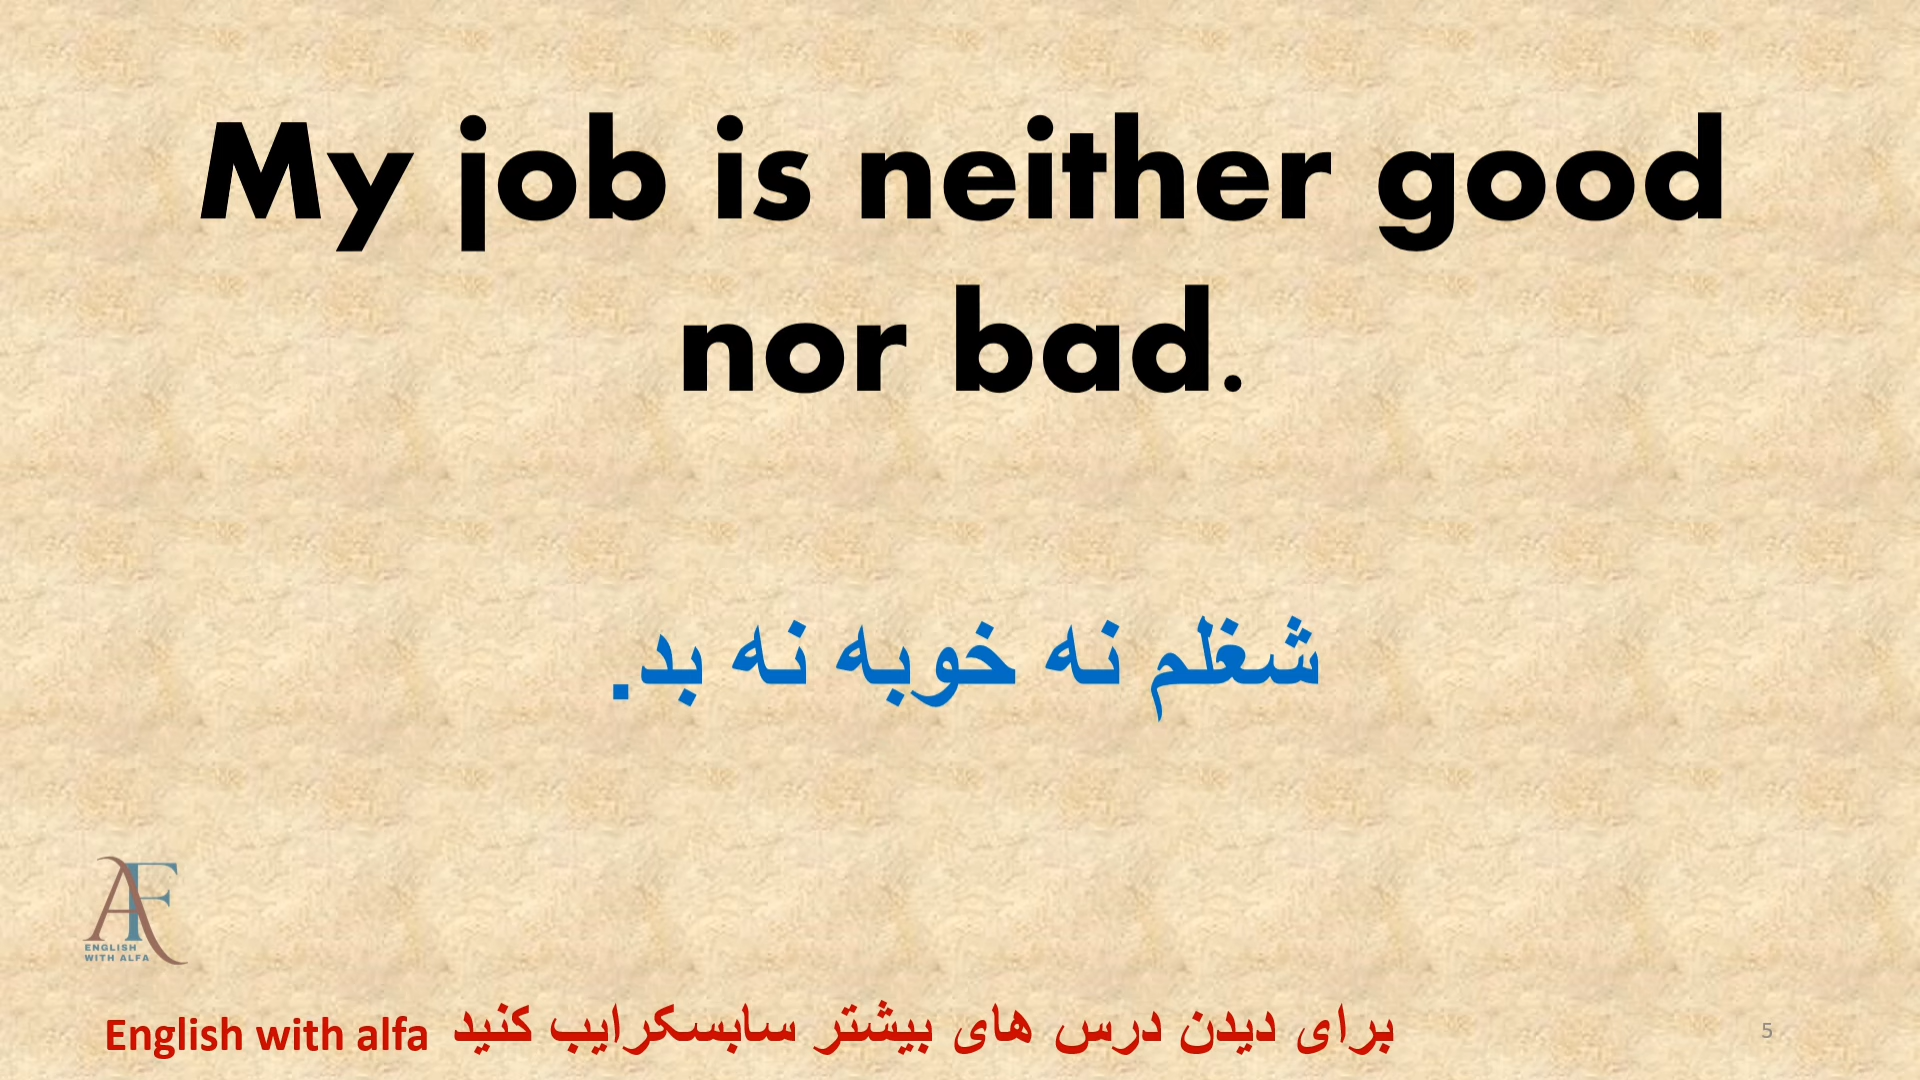 My job is neither good
nor bad.
شغلم نه خوبه نه بد.
AF
ENGLISH
WITH ALFA
English with alfa برای دیدن درس های بیشتر سابسکرایب کنید
5